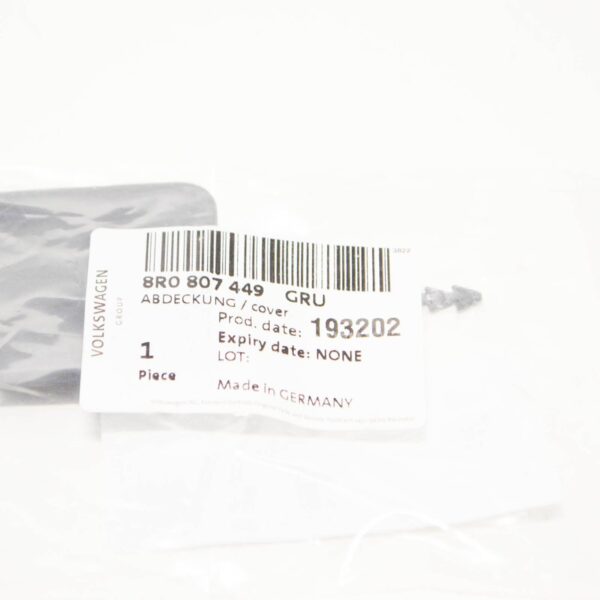 3822
8R0 807 449 GRU
ABDECKUNG / cover
Prod. date: 193202
Expiry date: NONE
LOT:
1
Piece
Made in GERMANY
VOLKSWAGEN
GROUP